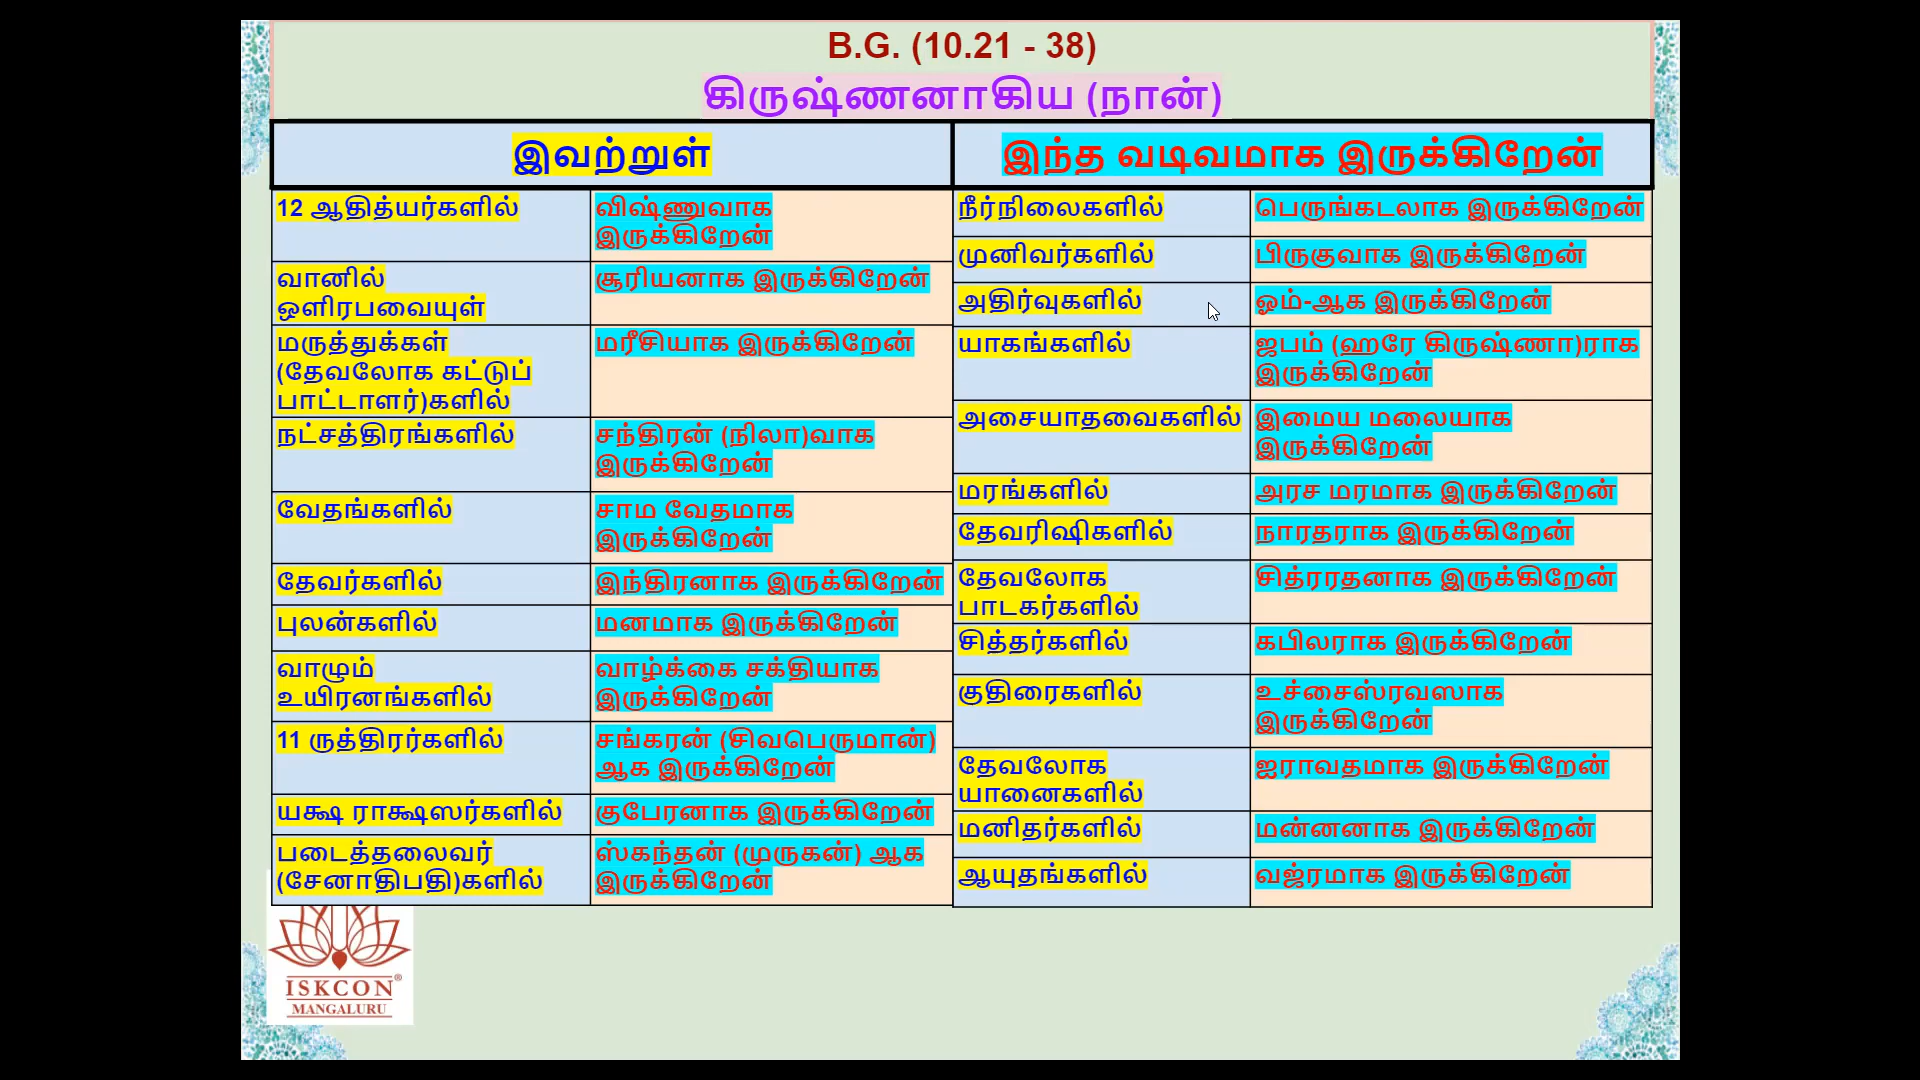 B.G. (10.21 - 38)
கிருஷ்ணனாகிய (நான்)
இவற்றுள்
இந்த வடிவமாக இருக்கிறேன்
12 ஆதித்யர்களில்
விஷ்ணுவாக
இருக்கிறேன்
வானில்
ஒளிரபவையுள்
சூரியனாக இருக்கிறேன்
மருத்துக்கள்
(தேவலோக கட்டுப்
பாட்டாளர்)களில்
மரீசியாக இருக்கிறேன்
நட்சத்திரங்களில்
சந்திரன் (நிலா)வாக
இருக்கிறேன்
வேதங்களில்
சாம வேதமாக
இருக்கிறேன்
தேவர்களில்
இந்திரனாக இருக்கிறேன்
புலன்களில்
மனமாக இருக்கிறேன்
வாழும்
உயிரனங்களில்
வாழ்க்கை சக்தியாக
இருக்கிறேன்
11 ருத்திரர்களில்
சங்கரன் (சிவபெருமான்)
ஆக இருக்கிறேன்
யக்ஷ ராக்ஷஸர்களில்
குபேரனாக இருக்கிறேன்
படைத்தலைவர்
(சேனாதிபதி)களில்
ஸ்கந்தன் (முருகன்) ஆக
இருக்கிறேன்
நீர்நிலைகளில்
பெருங்கடலாக இருக்கிறேன்
முனிவர்களில்
பிருகுவாக இருக்கிறேன்
அதிர்வுகளில்
ஓம்-ஆக இருக்கிறேன்
யாகங்களில்
ஜபம் (ஹரே கிருஷ்ணா)ராக
இருக்கிறேன்
அசையாதவைகளில்
இமைய மலையாக
இருக்கிறேன்
மரங்களில்
அரச மரமாக இருக்கிறேன்
தேவரிஷிகளில்
நாரதராக இருக்கிறேன்
தேவலோக
பாடகர்களில்
சித்ரரதனாக இருக்கிறேன்
சித்தர்களில்
கபிலராக இருக்கிறேன்
குதிரைகளில்
உச்சைஸ்ரவஸாக
இருக்கிறேன்
தேவலோக
யானைகளில்
ஐராவதமாக இருக்கிறேன்
மனிதர்களில்
மன்னனாக இருக்கிறேன்
ஆயுதங்களில்
வஜ்ரமாக இருக்கிறேன்
ISKCON®
MANGALURU